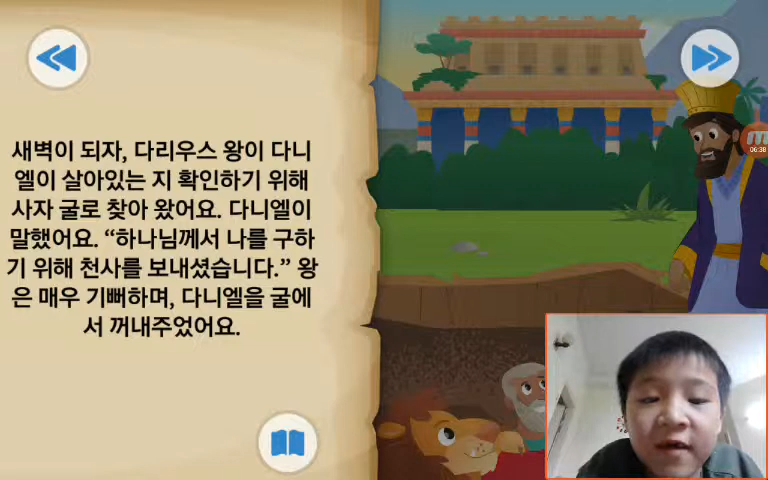 새벽이 되자, 다리우스 왕이 다니
엘이 살아있는 지 확인하기 위해
사자 굴로 찾아 왔어요. 다니엘이
말했어요. “하나님께서 나를 구하
기 위해 천사를 보내셨습니다.” 왕
은 매우 기뻐하며, 다니엘을 굴에
서 꺼내주었어요.
06:38